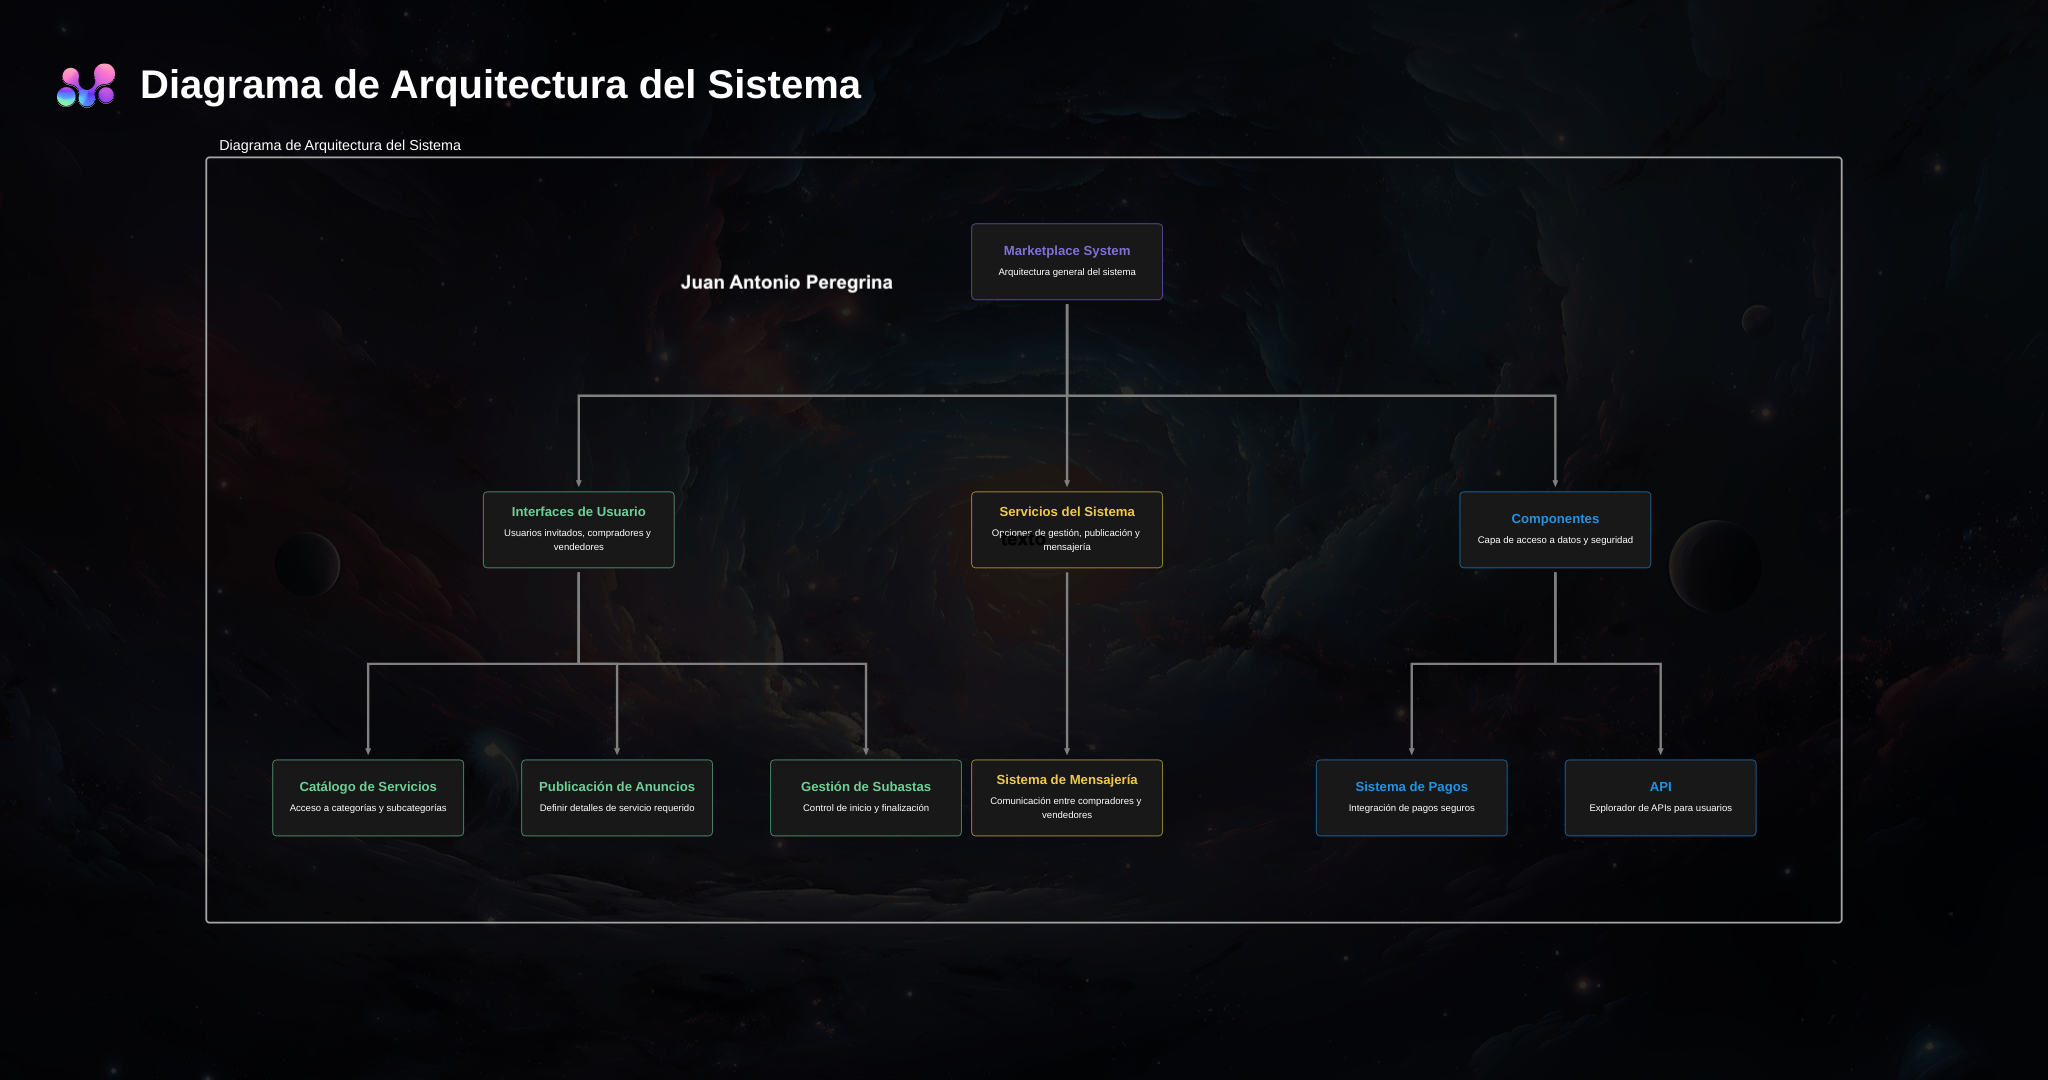 Diagrama de Arquitectura del Sistema
Diagrama de Arquitectura del Sistema
Marketplace System
Arquitectura general del sistema
Juan Antonio Peregrina
Interfaces de Usuario
Usuarios invitados, compradores y
vendedores
Servicios del Sistema
Opciones de gestión, publicación y
mensajería
texto
Componentes
Capa de acceso a datos y seguridad
Catálogo de Servicios
Acceso a categorías y subcategorías
Publicación de Anuncios
Definir detalles de servicio requerido
Gestión de Subastas
Control de inicio y finalización
Sistema de Mensajería
Comunicación entre compradores y
vendedores
Sistema de Pagos
Integración de pagos seguros
API
Explorador de APIs para usuarios